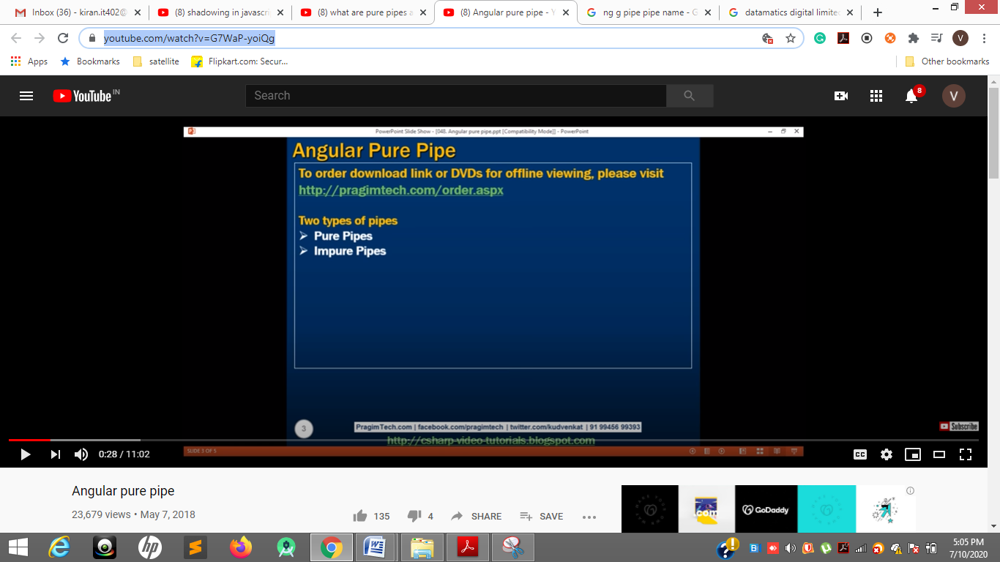 Inbox (36) - kiran.it402@
(8) shadowing in javascri
(8) what are pure pipes a
(8) Angular pure pipe - Y
ng g pipe pipe name - G
datamatics digital limited
youtube.com/watch?v=G7WaP-yoiQg
V
Apps
Bookmarks
satellite
Flipkart.com: Secur...
Other bookmarks
YouTube IN
Search
8
V
PowerPoint Slide Show - [048. Angular pure pipe.ppt [Compatibility Mode]] - PowerPoint
Angular Pure Pipe
To order download link or DVDs for offline viewing, please visit
http://pragimtech.com/order.aspx
Two types of pipes
➢ Pure Pipes
➢ Impure Pipes
3
PragimTech.com | facebook.com/pragimtech | twitter.com/kudvenkat | 91 99456 99393
http://csharp-video-tutorials.blogspot.com
Subscribe
SLIDE 3 OF 5
0:28 / 11:02
CC
Angular pure pipe
23,679 views • May 7, 2018
135
4
SHARE
SAVE
.com
GoDaddy
5:05 PM
7/10/2020